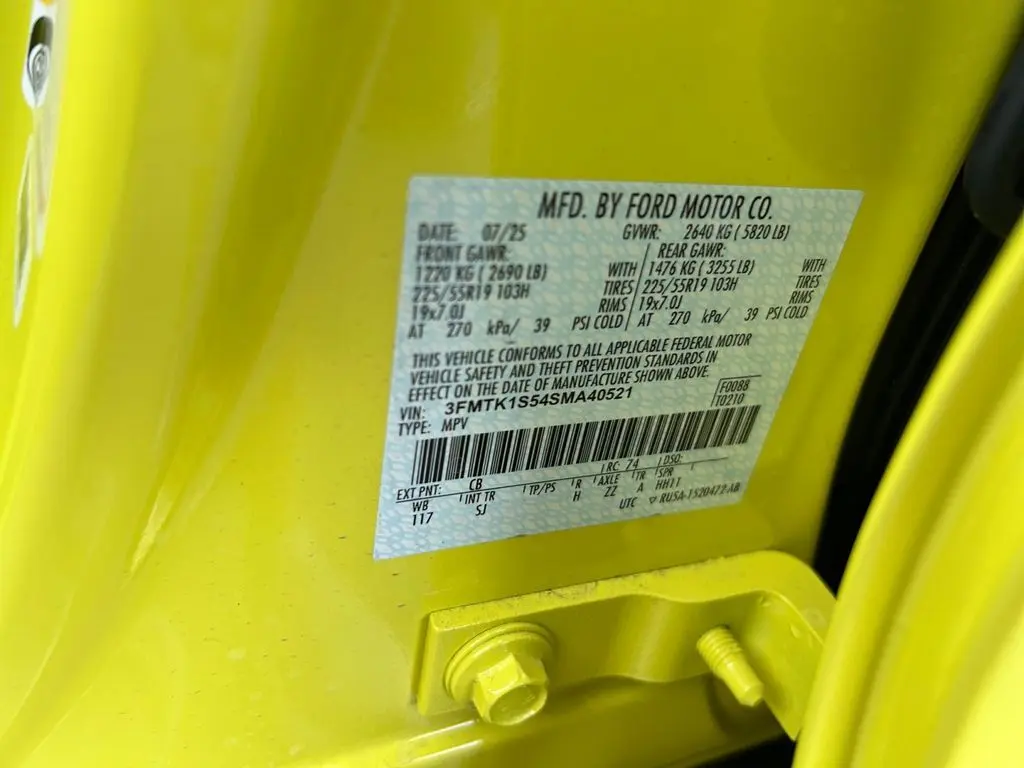 MFD. BY FORD MOTOR CO.
DATE: 07/25 GVWR: 2640 KG ( 5820 LB)
FRONT GAWR: REAR GAWR:
1220 KG ( 2690 LB) WITH 1476 KG ( 3255 LB) WITH
225/55R19 103H TIRES 225/55R19 103H TIRES
19x7.0J RIMS 19x7.0J RIMS
AT 270 kPa/ 39 PSI COLD AT 270 kPa/ 39 PSI COLD
THIS VEHICLE CONFORMS TO ALL APPLICABLE FEDERAL MOTOR
VEHICLE SAFETY AND THEFT PREVENTION STANDARDS IN
EFFECT ON THE DATE OF MANUFACTURE SHOWN ABOVE.
VIN: 3FMTK1S54SMA40521 F0088
TYPE: MPV T0210
EXT PNT: CB RC: 74 DSO:
WB INT TR TP/PS R AXLE TR SPR
117 SJ H ZZ A HH11
UTC ▽ RU5A-1520472-AB